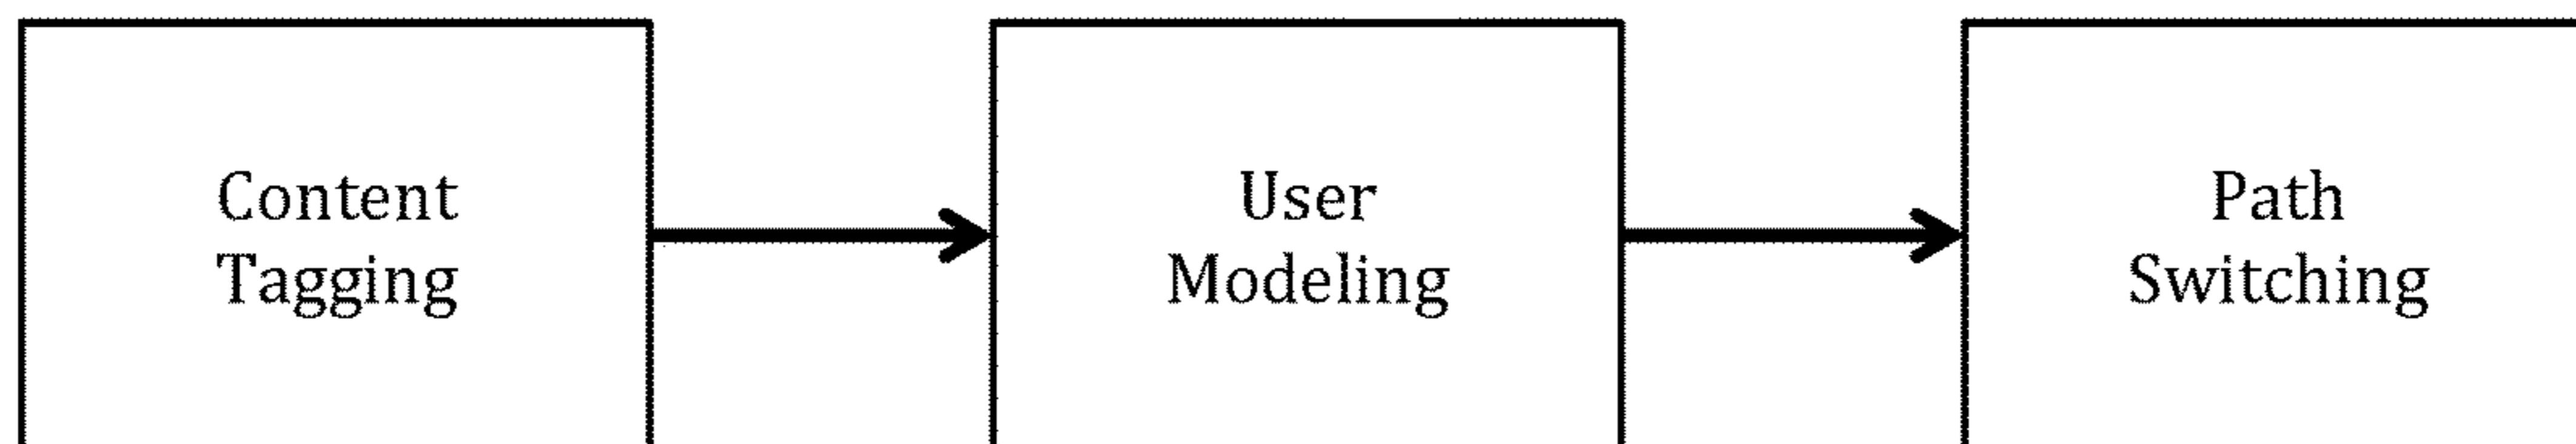 Content
Tagging
User
Modeling
Path
Switching